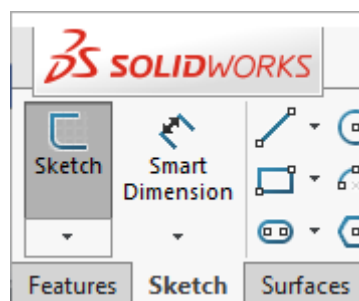 SOLIDWORKS
Sketch
Smart
Dimension
Features Sketch Surfaces